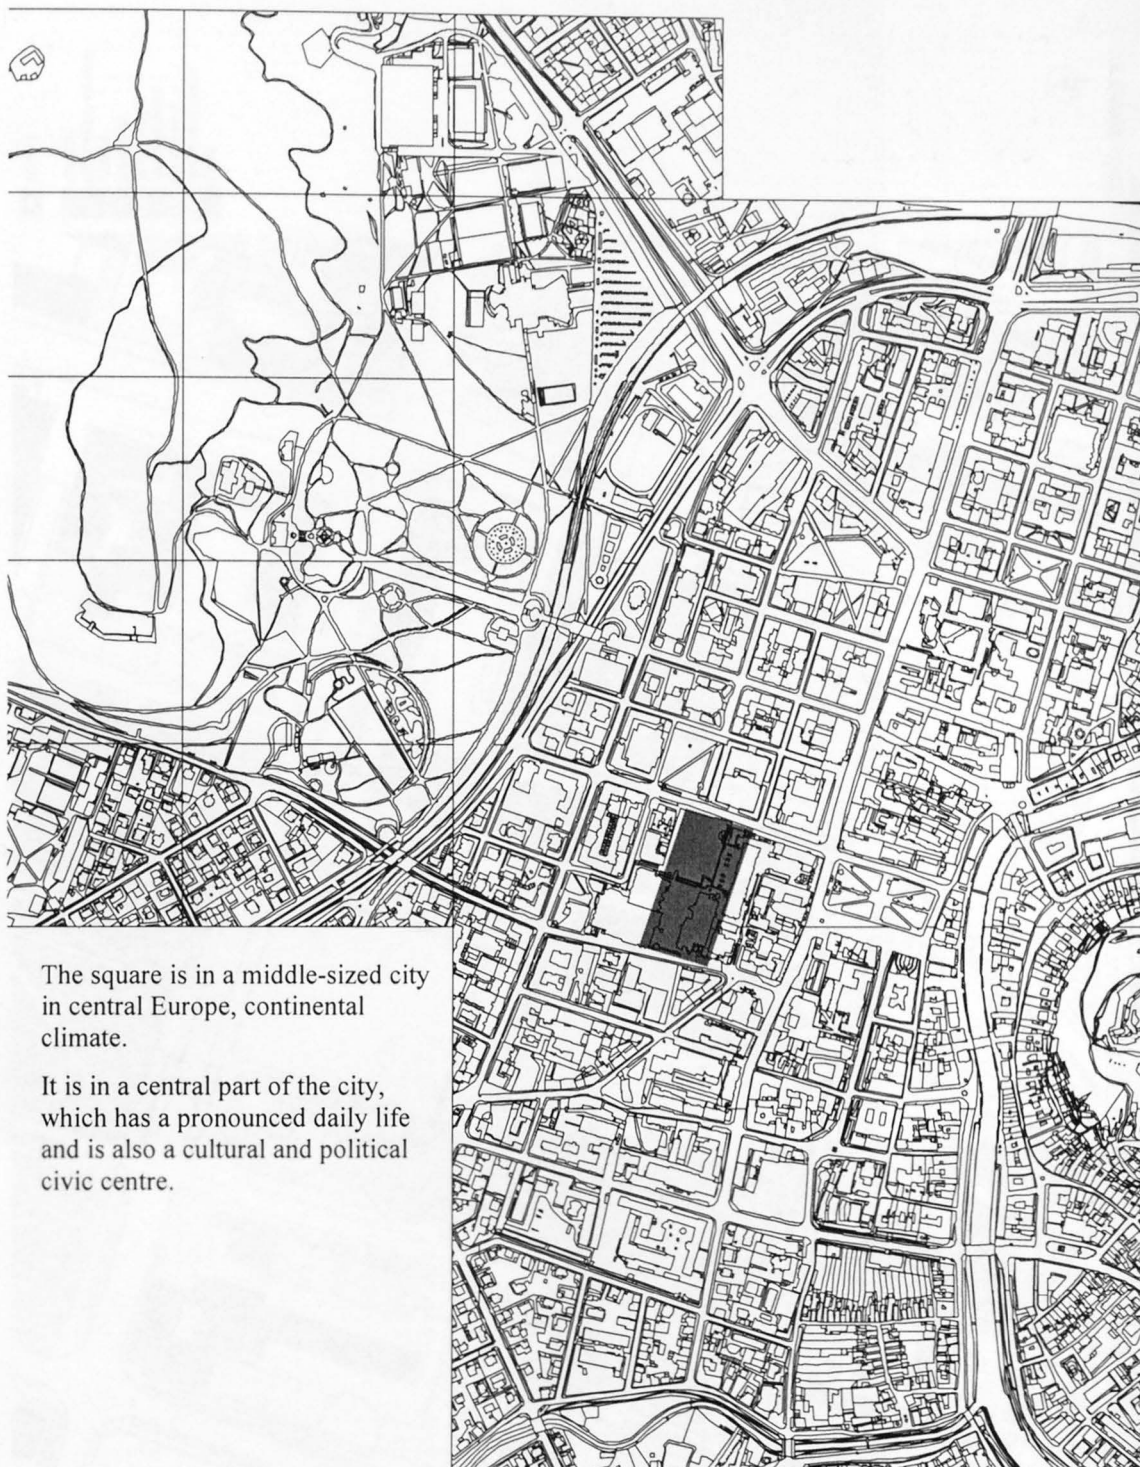 The square is in a middle-sized city
in central Europe, continental
climate.
It is in a central part of the city,
which has a pronounced daily life
and is also a cultural and political
civic centre.